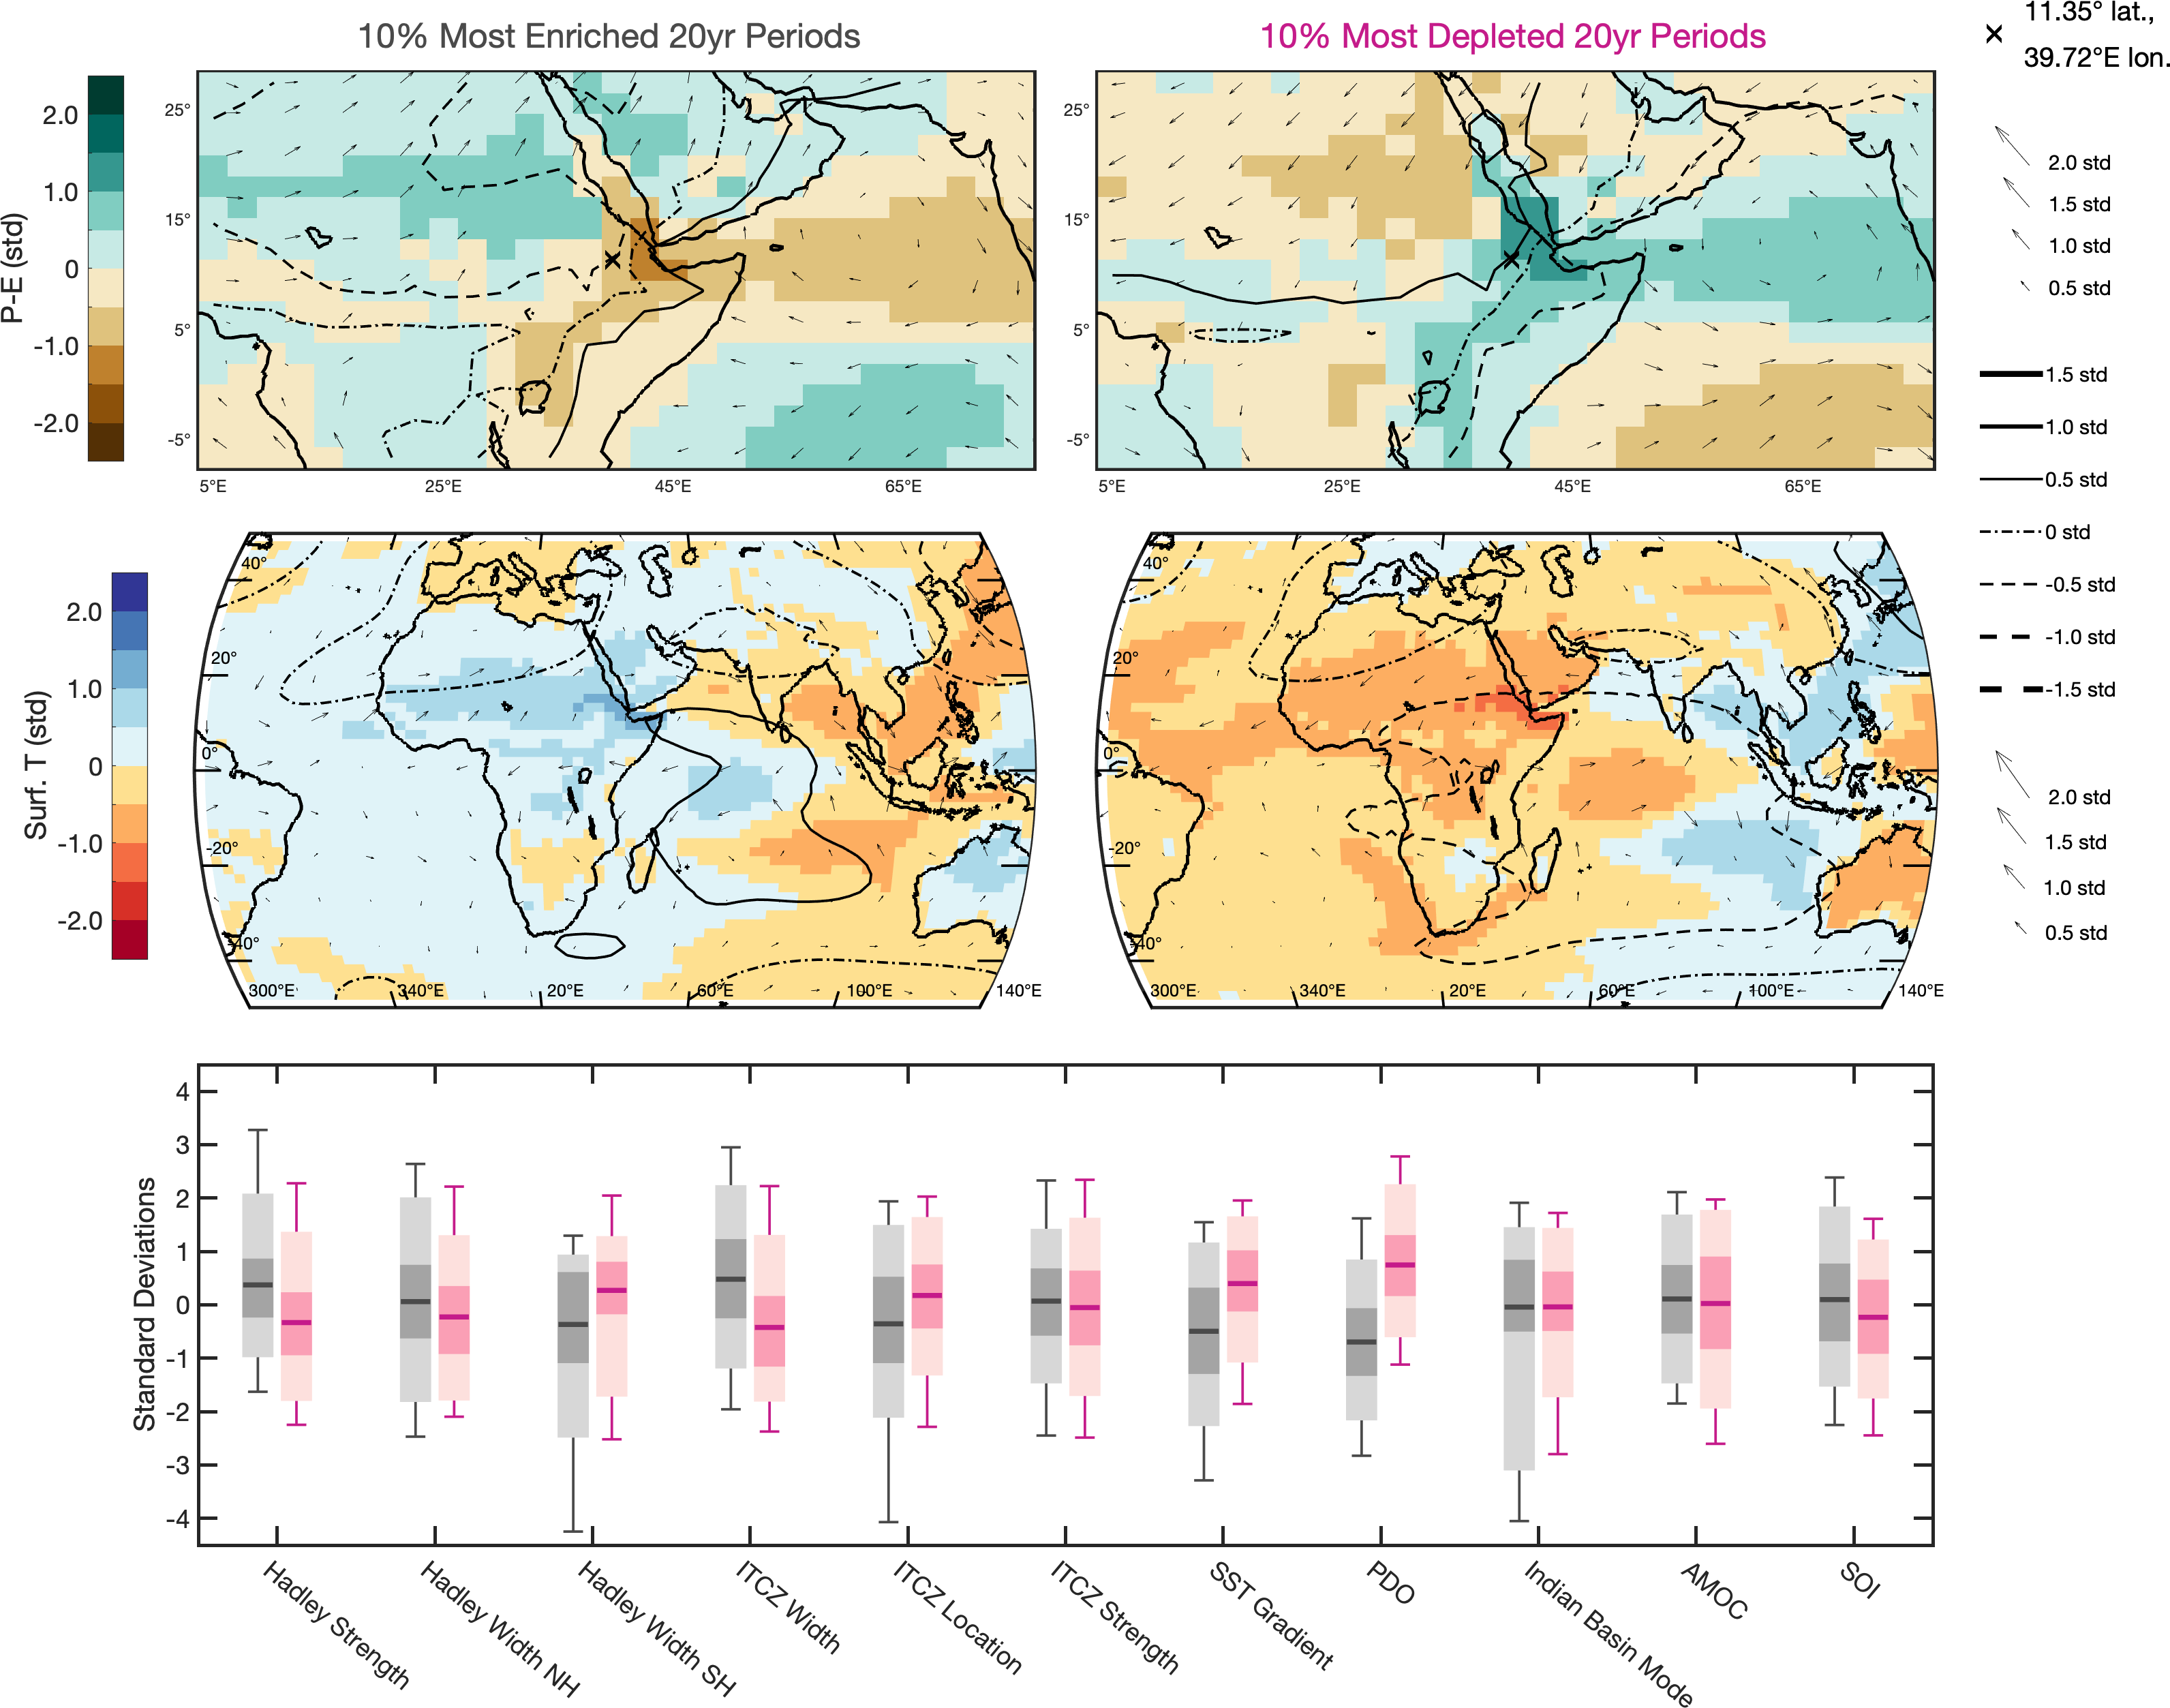 10% Most Enriched 20yr Periods
10% Most Depleted 20yr Periods
11.35° lat.,
39.72°E lon.
P-E (std)
2.0
1.0
0
-1.0
-2.0
25°
15°
5°
-5°
5°E
25°E
45°E
65°E
25°
15°
5°
-5°
5°E
25°E
45°E
65°E
2.0 std
1.5 std
1.0 std
0.5 std
1.5 std
1.0 std
0.5 std
0 std
-0.5 std
-1.0 std
-1.5 std
Surf. T (std)
2.0
1.0
0
-1.0
-2.0
40°
20°
0°
-20°
-40°
300°E
340°E
20°E
60°E
100°E
140°E
40°
20°
0°
-20°
-40°
300°E
340°E
20°E
60°E
100°E
140°E
2.0 std
1.5 std
1.0 std
0.5 std
Standard Deviations
4
3
2
1
0
-1
-2
-3
-4
Hadley Strength
Hadley Width NH
Hadley Width SH
ITCZ Width
ITCZ Location
ITCZ Strength
SST Gradient
PDO
Indian Basin Mode
AMOC
SOI